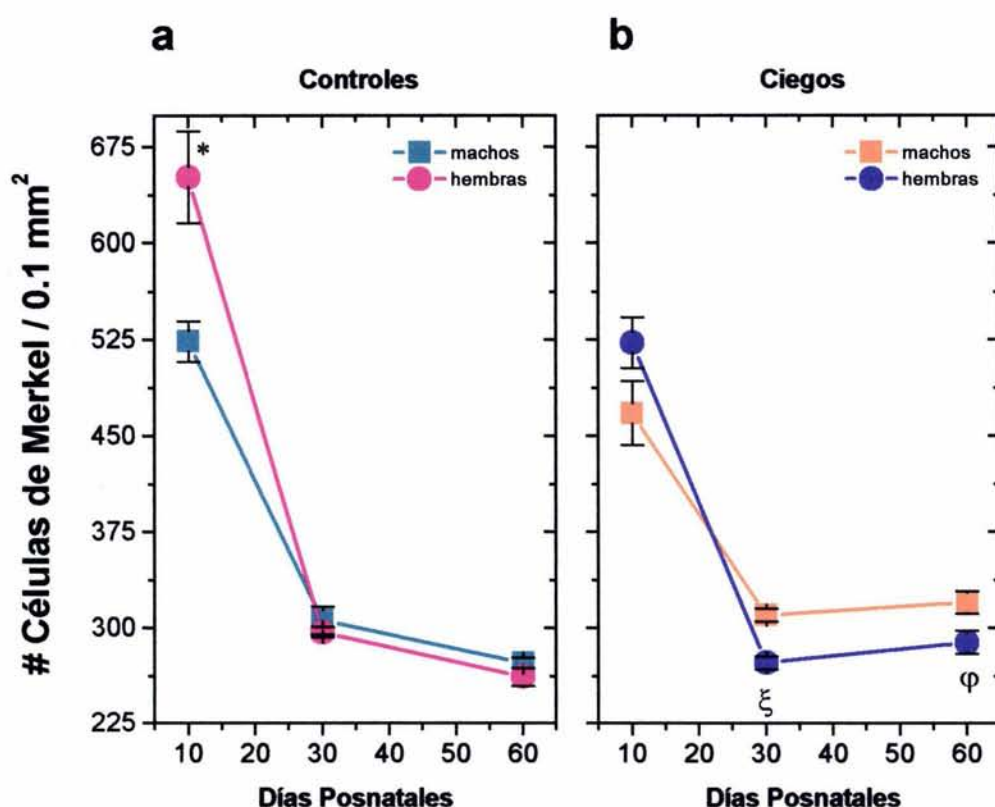 a
Controles
# Células de Merkel / 0.1 mm²
675
600
525
450
375
300
225
*
machos
hembras
10 20 30 40 50 60
Días Posnatales
b
Ciegos
machos
hembras
ξ
φ
10 20 30 40 50 60
Días Posnatales